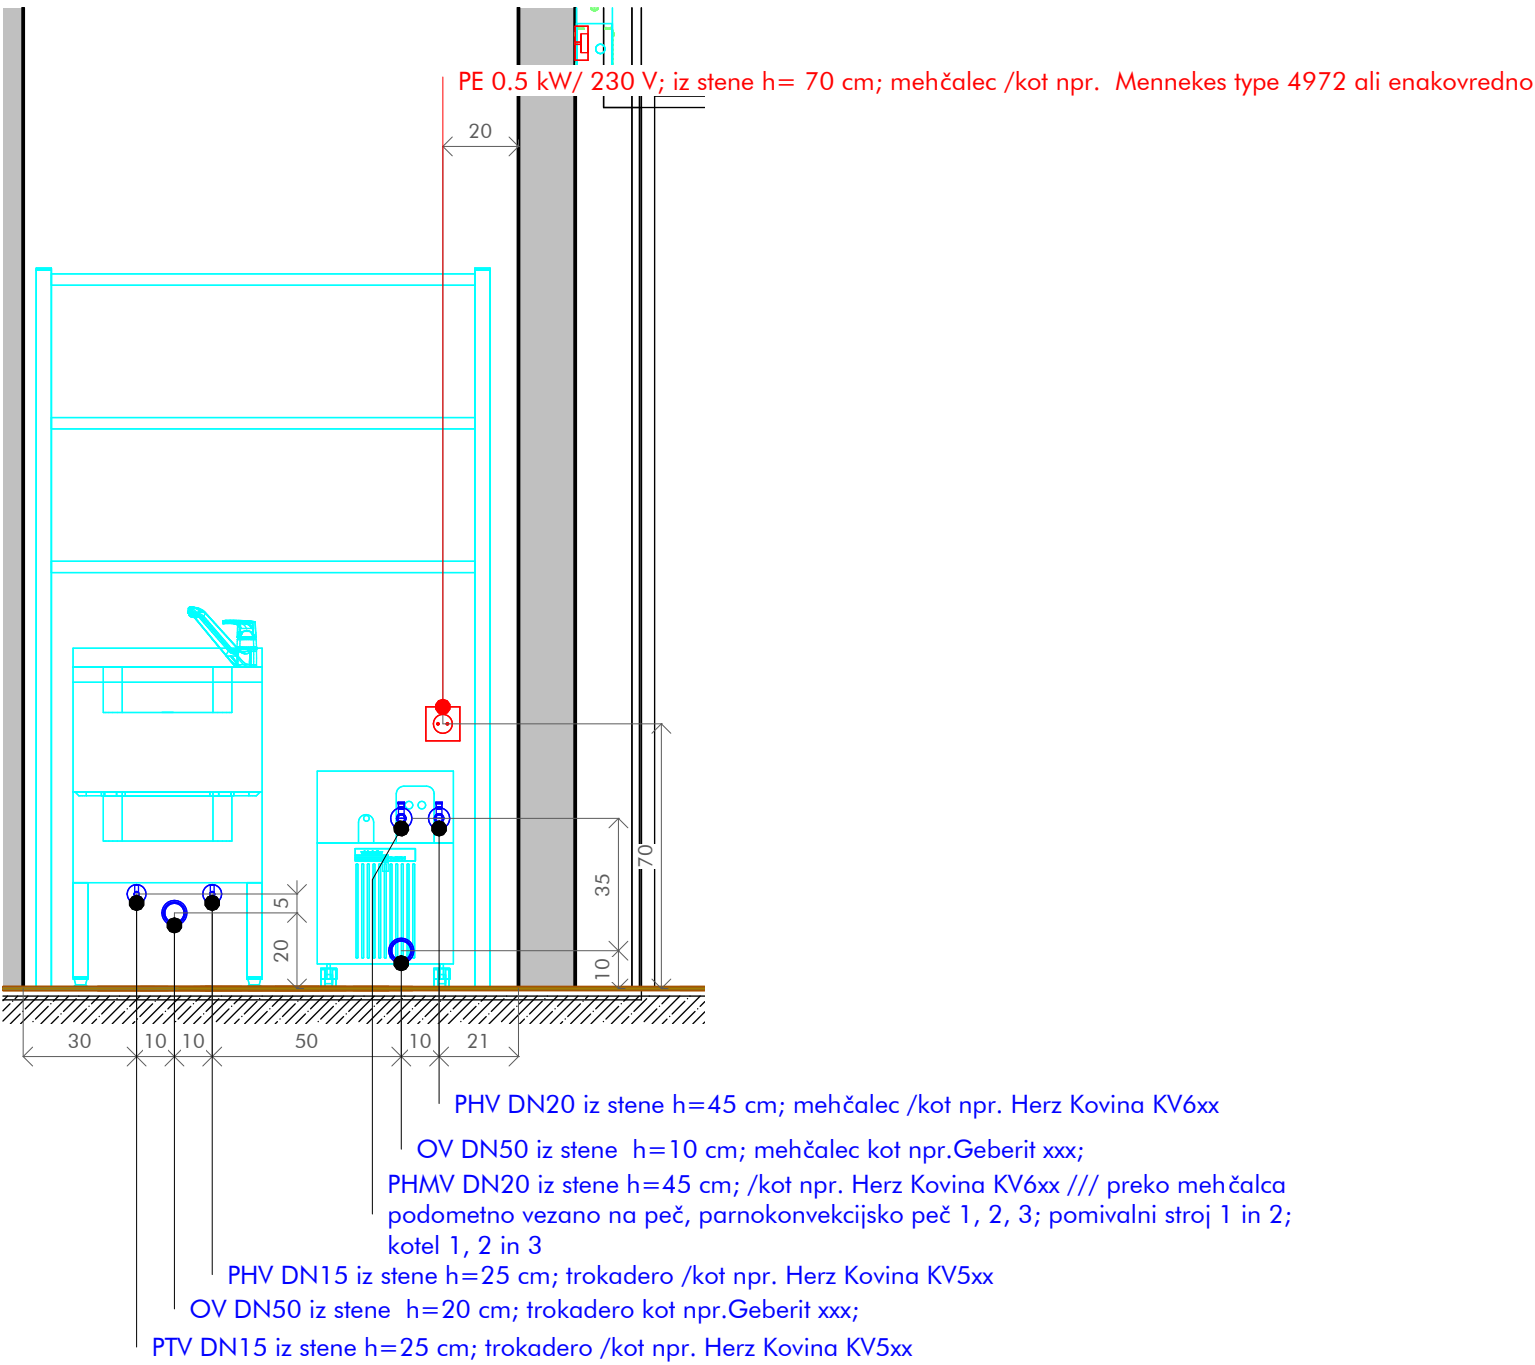 PE 0.5 kW/ 230 V; iz stene h= 70 cm; mehčalec /kot npr.  Mennekes type 4972 ali enakovredno
20
70
35
5
20
10
30 10 10 50 10 21
PHV DN20 iz stene h=45 cm; mehčalec /kot npr. Herz Kovina KV6xx
OV DN50 iz stene  h=10 cm; mehčalec kot npr.Geberit xxx;
PHMV DN20 iz stene h=45 cm; /kot npr. Herz Kovina KV6xx /// preko mehčalca
podometno vezano na peč, parnokonvekcijsko peč 1, 2, 3; pomivalni stroj 1 in 2;
kotel 1, 2 in 3
PHV DN15 iz stene h=25 cm; trokadero /kot npr. Herz Kovina KV5xx
OV DN50 iz stene  h=20 cm; trokadero kot npr.Geberit xxx;
PTV DN15 iz stene h=25 cm; trokadero /kot npr. Herz Kovina KV5xx